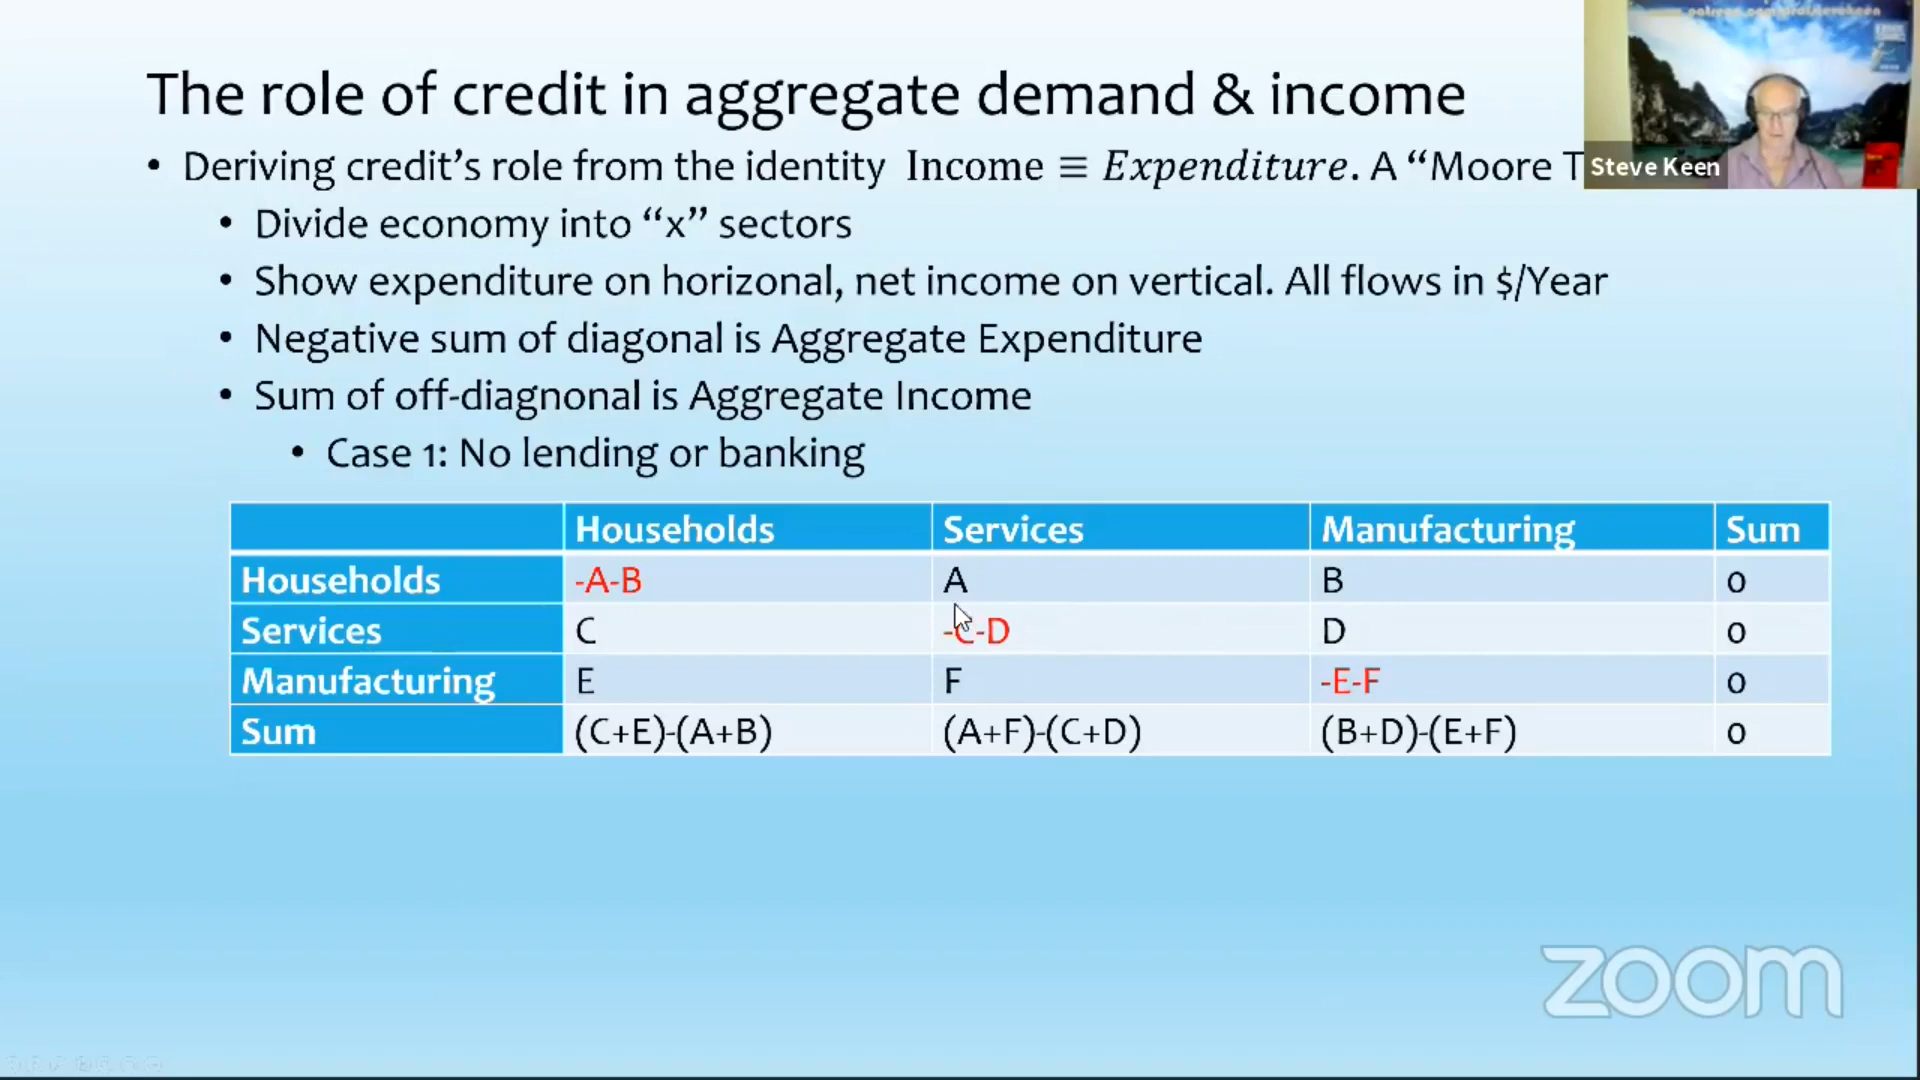 The role of credit in aggregate demand & income
• Deriving credit’s role from the identity Income ≡ Expenditure. A “Moore T
Steve Keen
• Divide economy into “x” sectors
• Show expenditure on horizonal, net income on vertical. All flows in $/Year
• Negative sum of diagonal is Aggregate Expenditure
• Sum of off-diagnonal is Aggregate Income
• Case 1: No lending or banking
Households Services Manufacturing Sum
Households -A-B A B 0
Services C -C-D D 0
Manufacturing E F -E-F 0
Sum (C+E)-(A+B) (A+F)-(C+D) (B+D)-(E+F) 0
zoom